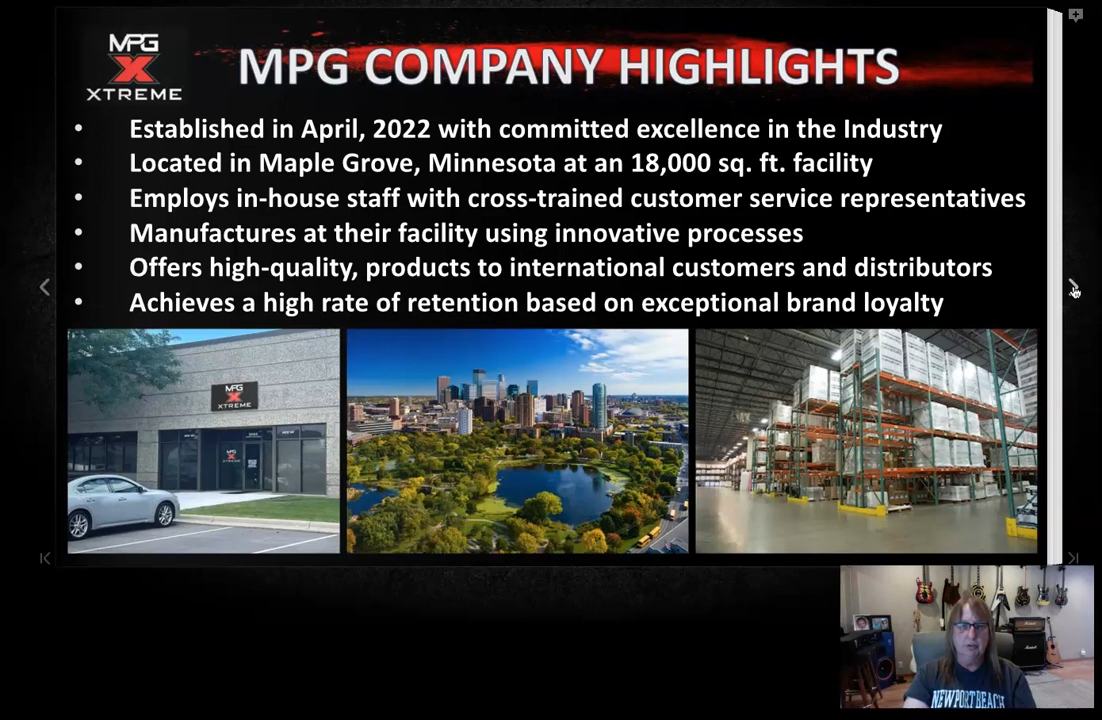 MPG
X
XTREME
MPG COMPANY HIGHLIGHTS
• Established in April, 2022 with committed excellence in the Industry
• Located in Maple Grove, Minnesota at an 18,000 sq. ft. facility
• Employs in-house staff with cross-trained customer service representatives
• Manufactures at their facility using innovative processes
• Offers high-quality, products to international customers and distributors
• Achieves a high rate of retention based on exceptional brand loyalty
MPG
X
XTREME
MPG
X
XTREME
Marshall
NEWPORT BEACH